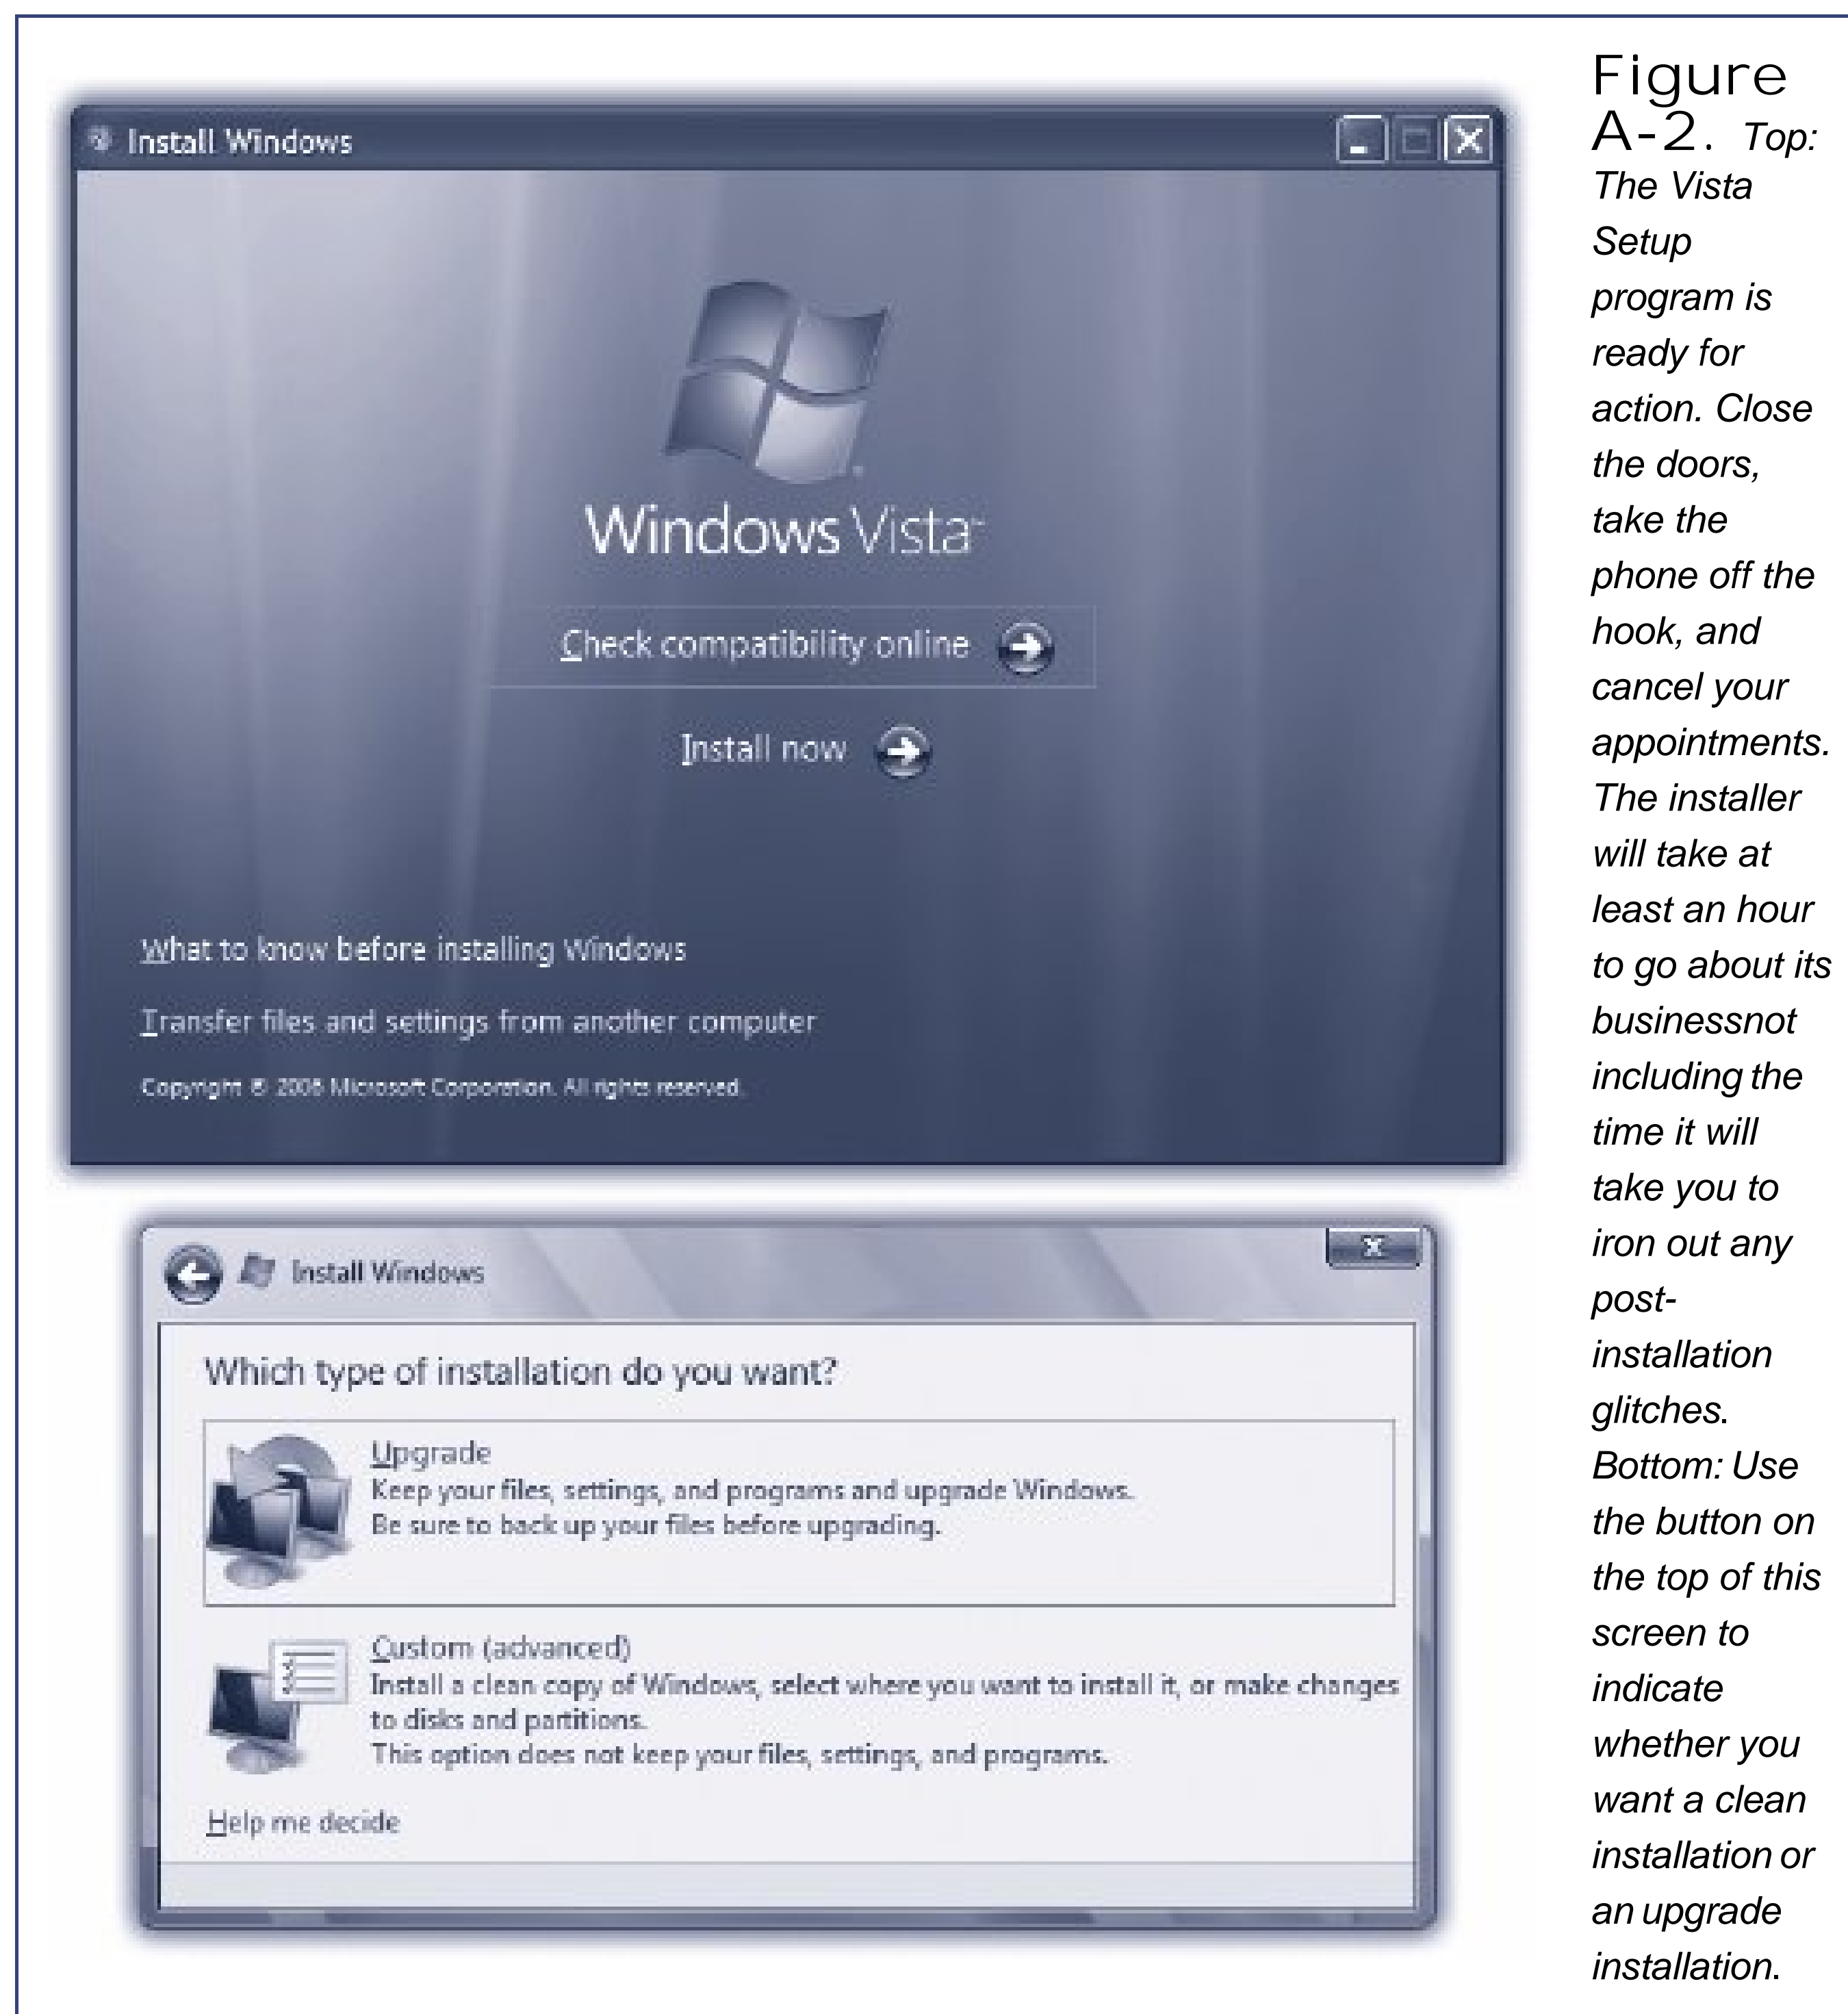 Install Windows
Windows Vista™
Check compatibility online
Install now
What to know before installing Windows
Transfer files and settings from another computer
Copyright © 2006 Microsoft Corporation. All rights reserved.
Install Windows
Which type of installation do you want?
Upgrade
Keep your files, settings, and programs and upgrade Windows.
Be sure to back up your files before upgrading.
Custom (advanced)
Install a clean copy of Windows, select where you want to install it, or make changes
to disks and partitions.
This option does not keep your files, settings, and programs.
Help me decide
Figure
A-2. Top:
The Vista
Setup
program is
ready for
action. Close
the doors,
take the
phone off the
hook, and
cancel your
appointments.
The installer
will take at
least an hour
to go about its
businessnot
including the
time it will
take you to
iron out any
post-
installation
glitches.
Bottom: Use
the button on
the top of this
screen to
indicate
whether you
want a clean
installation or
an upgrade
installation.